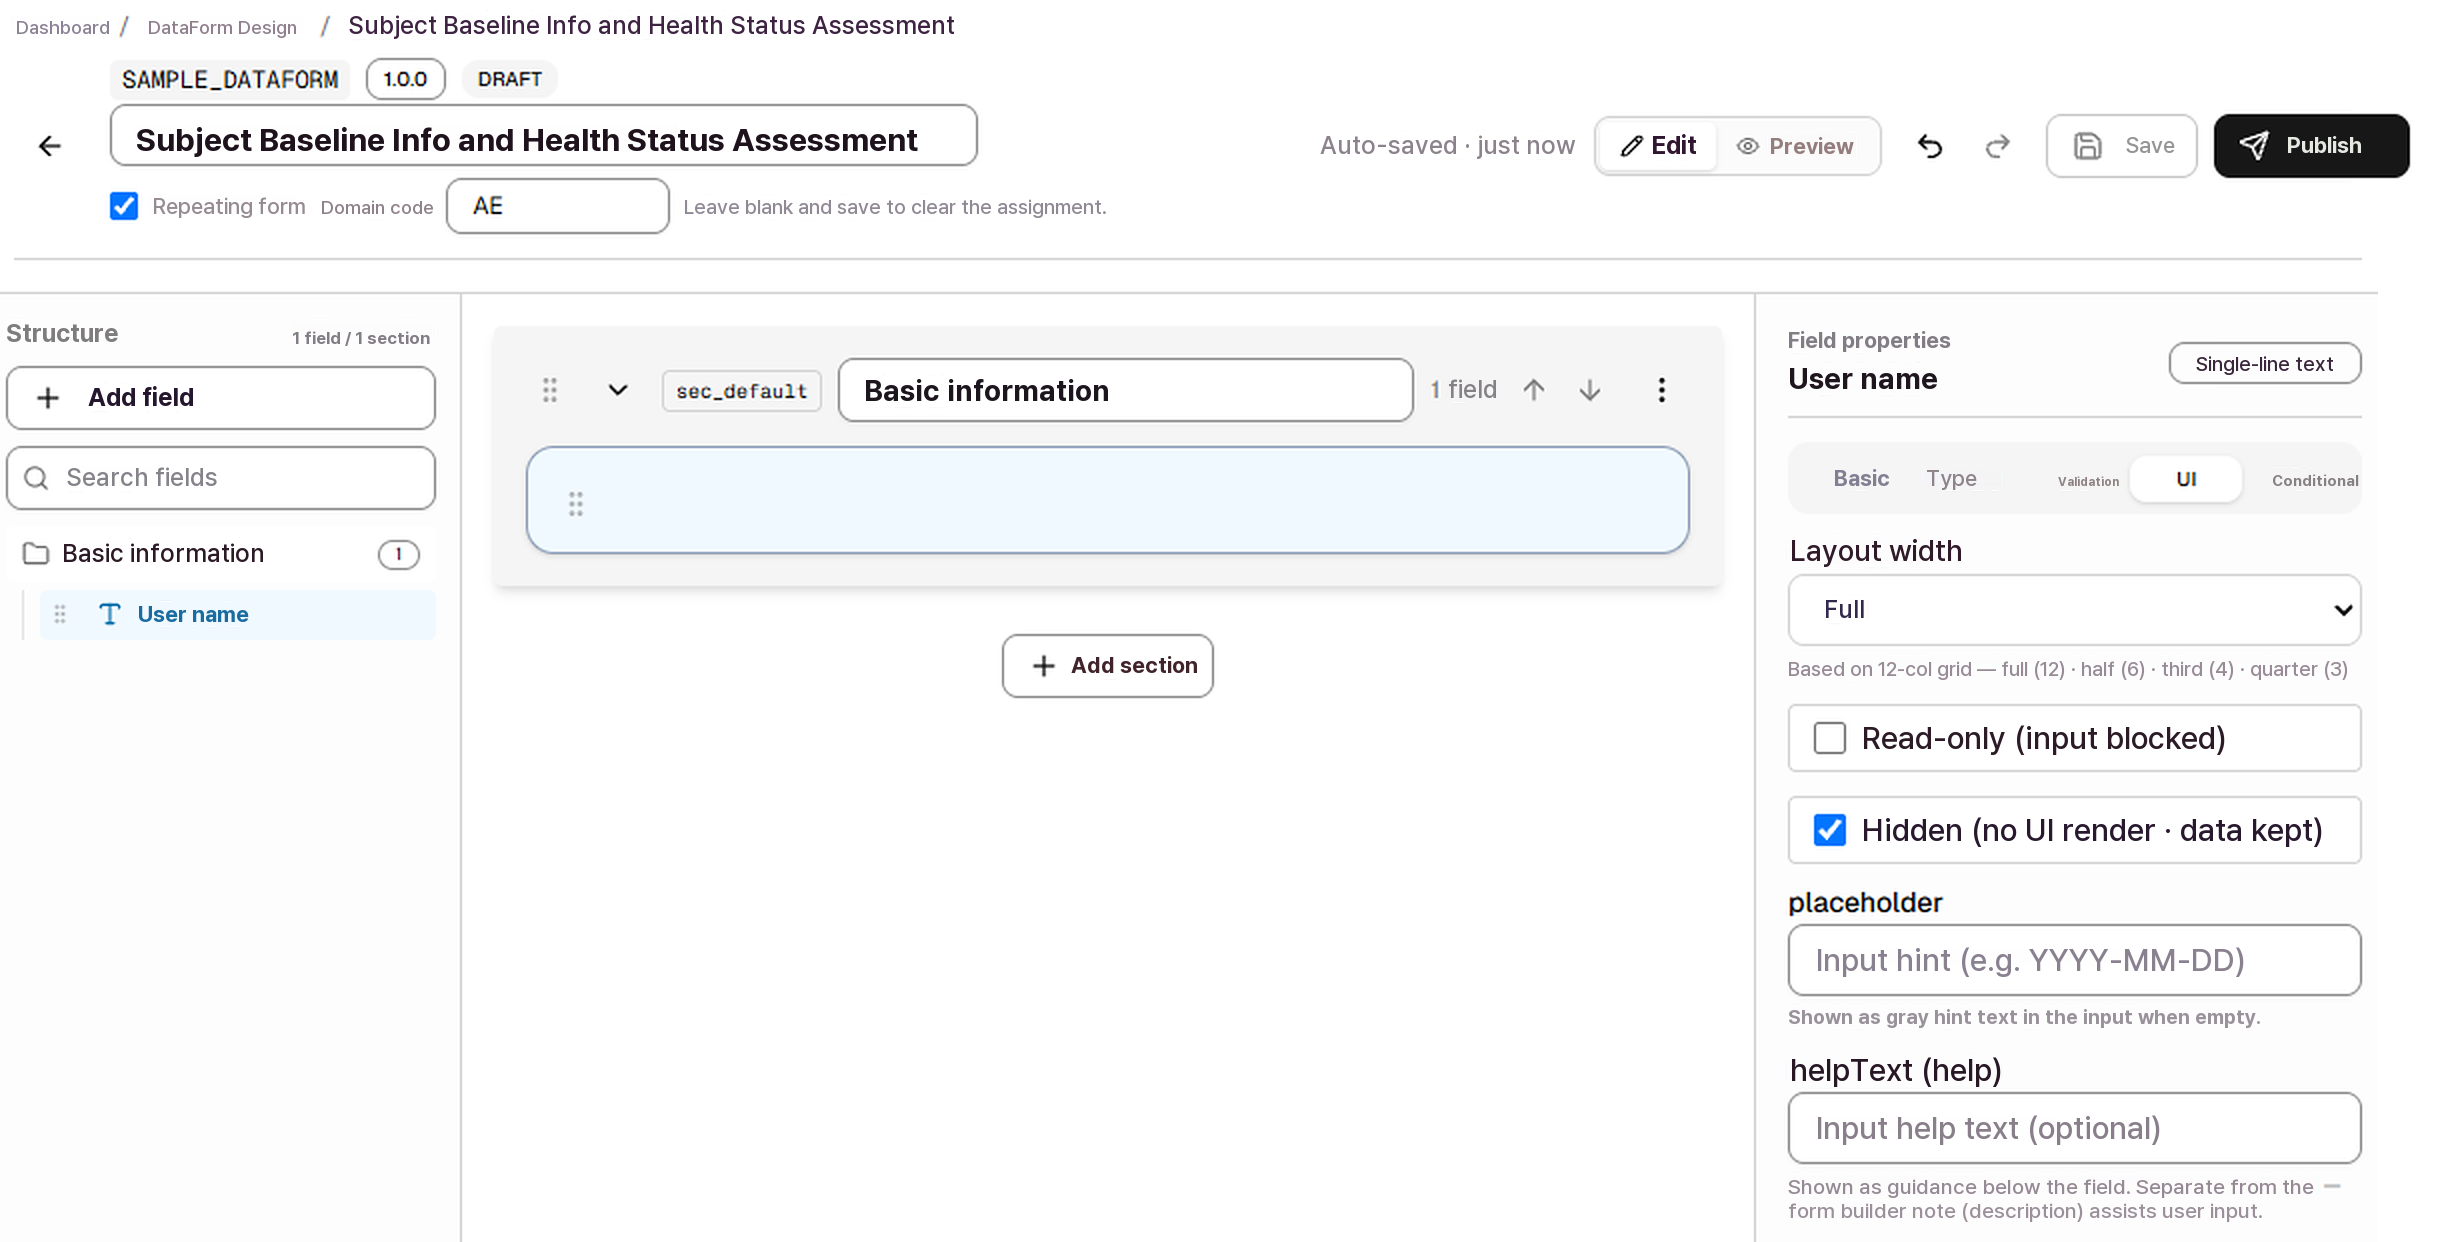 Dashboard / DataForm Design / Subject Baseline Info and Health Status Assessment
SAMPLE_DATAFORM 1.0.0 DRAFT
Subject Baseline Info and Health Status Assessment
Auto-saved · just now Edit Preview Save Publish
Repeating form Domain code AE Leave blank and save to clear the assignment.
Structure 1 field / 1 section
Add field
Search fields
Basic information 1
User name
sec_default Basic information 1 field
Add section
Field properties
User name Single-line text
Basic Type Validation UI Conditional
Layout width
Full
Based on 12-col grid — full (12) · half (6) · third (4) · quarter (3)
Read-only (input blocked)
Hidden (no UI render · data kept)
placeholder
Input hint (e.g. YYYY-MM-DD)
Shown as gray hint text in the input when empty.
helpText (help)
Input help text (optional)
Shown as guidance below the field. Separate from the —
form builder note (description) assists user input.